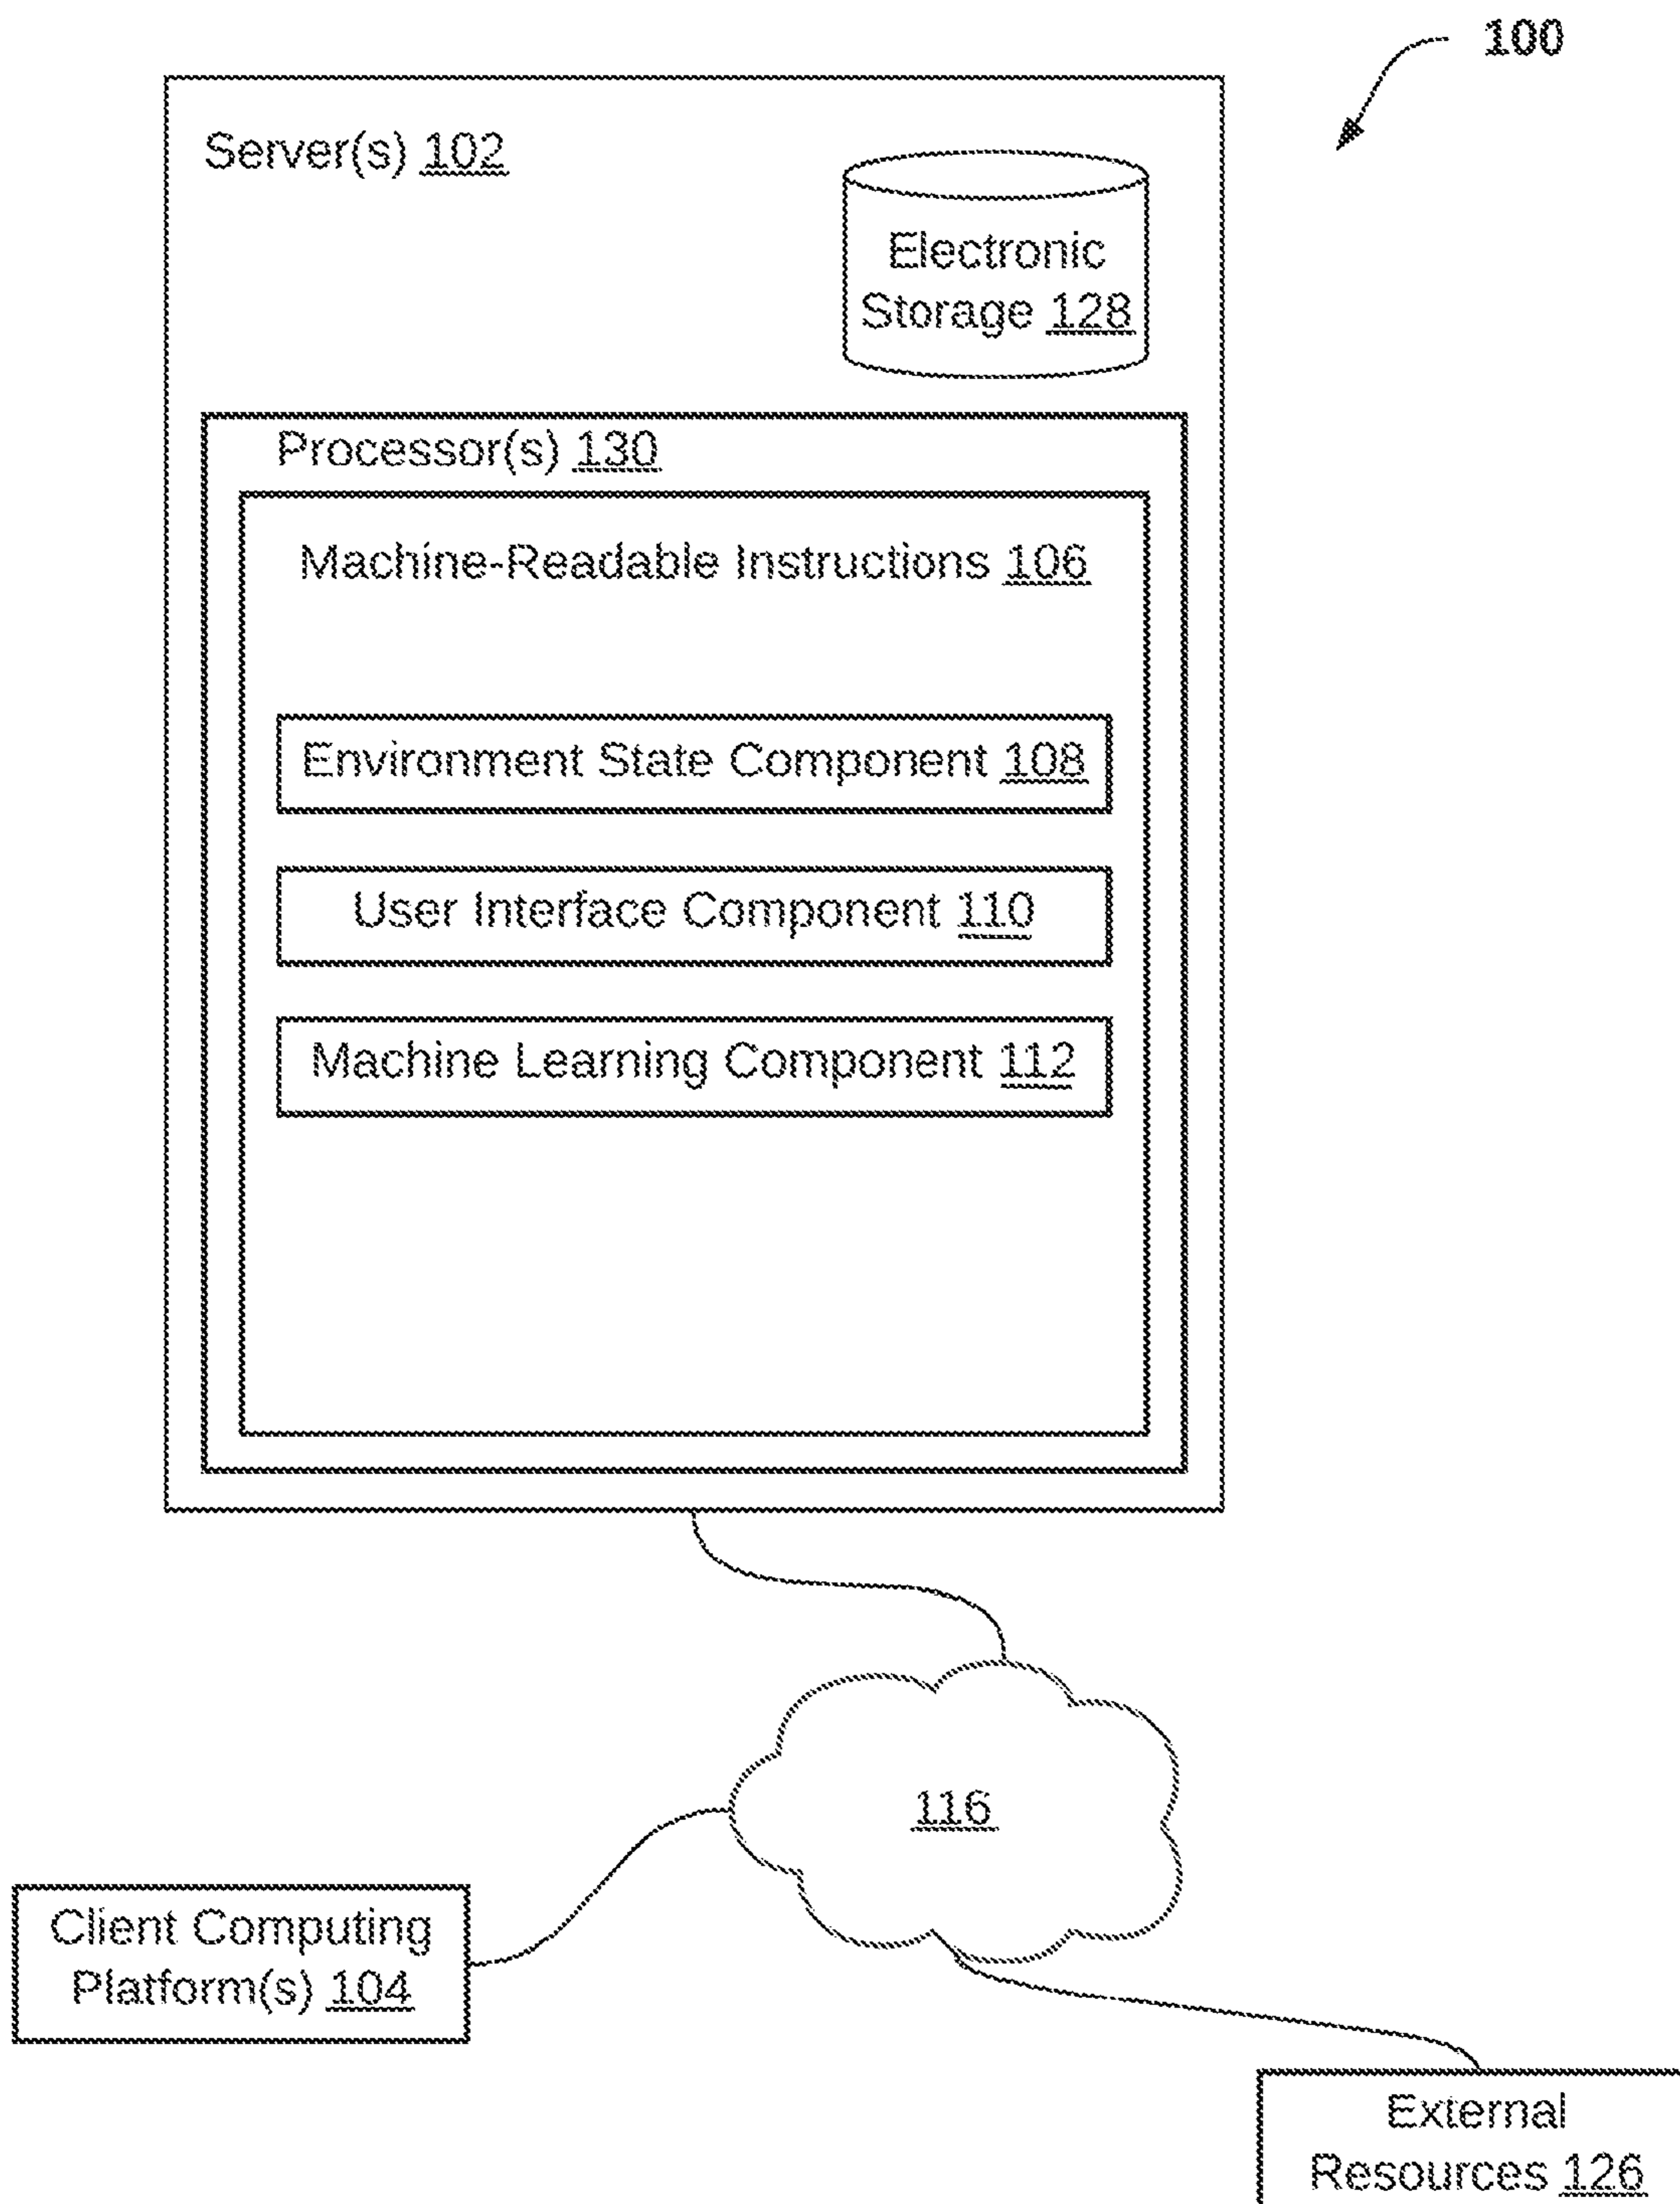 100
Server(s) 102
Electronic
Storage 128
Processor(s) 130
Machine-Readable Instructions 106
Environment State Component 108
User Interface Component 110
Machine Learning Component 112
116
Client Computing
Platform(s) 104
External
Resources 126